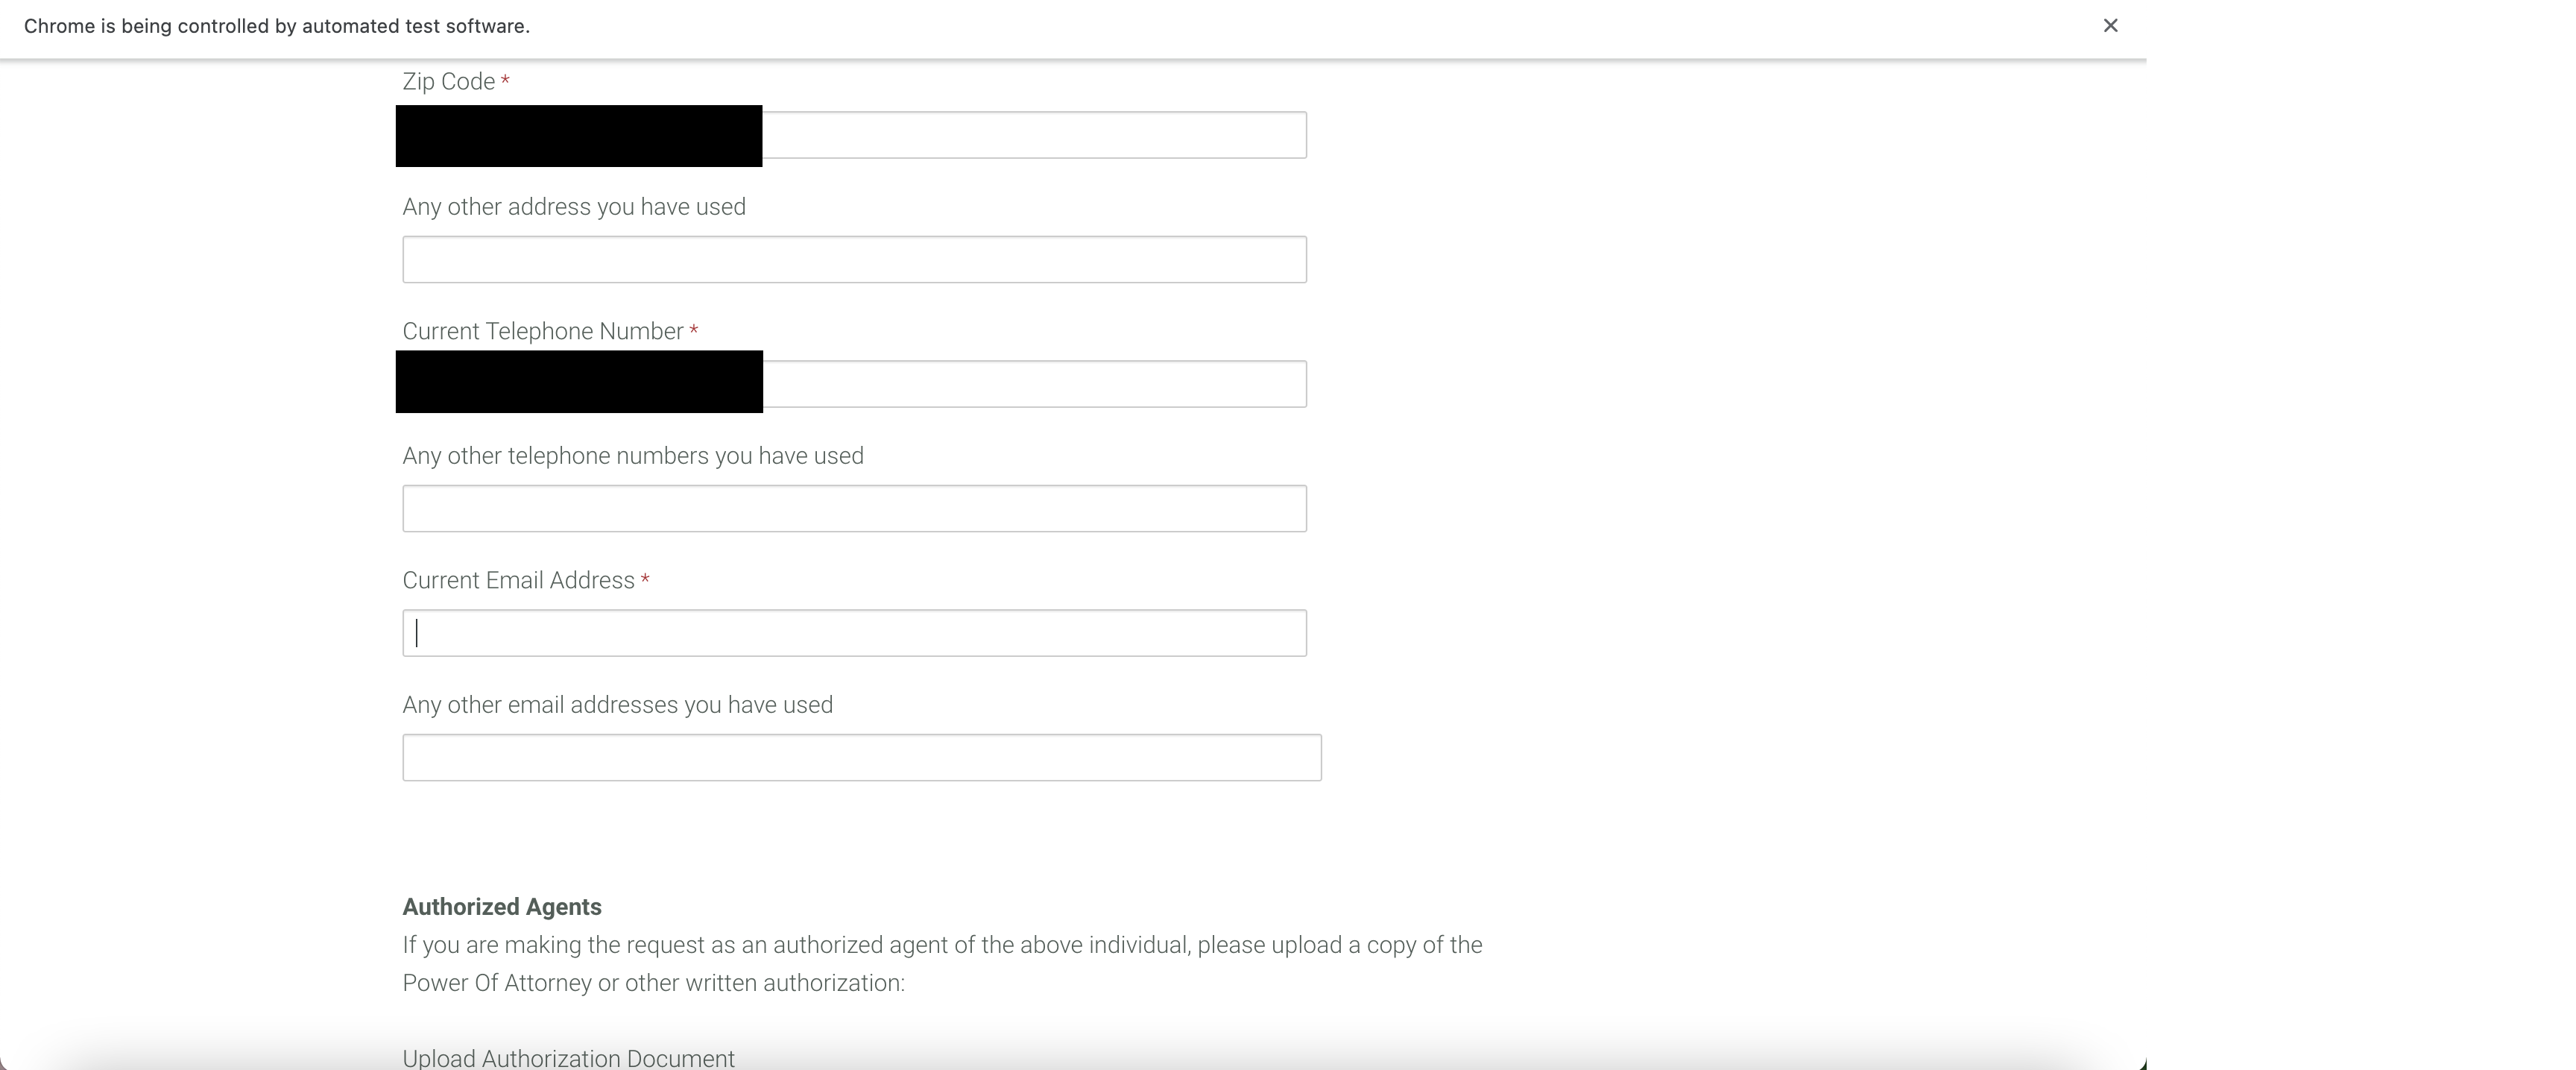 Chrome is being controlled by automated test software.
Zip Code *
Any other address you have used
Current Telephone Number *
Any other telephone numbers you have used
Current Email Address *
Any other email addresses you have used
Authorized Agents
If you are making the request as an authorized agent of the above individual, please upload a copy of the
Power Of Attorney or other written authorization:
Upload Authorization Document